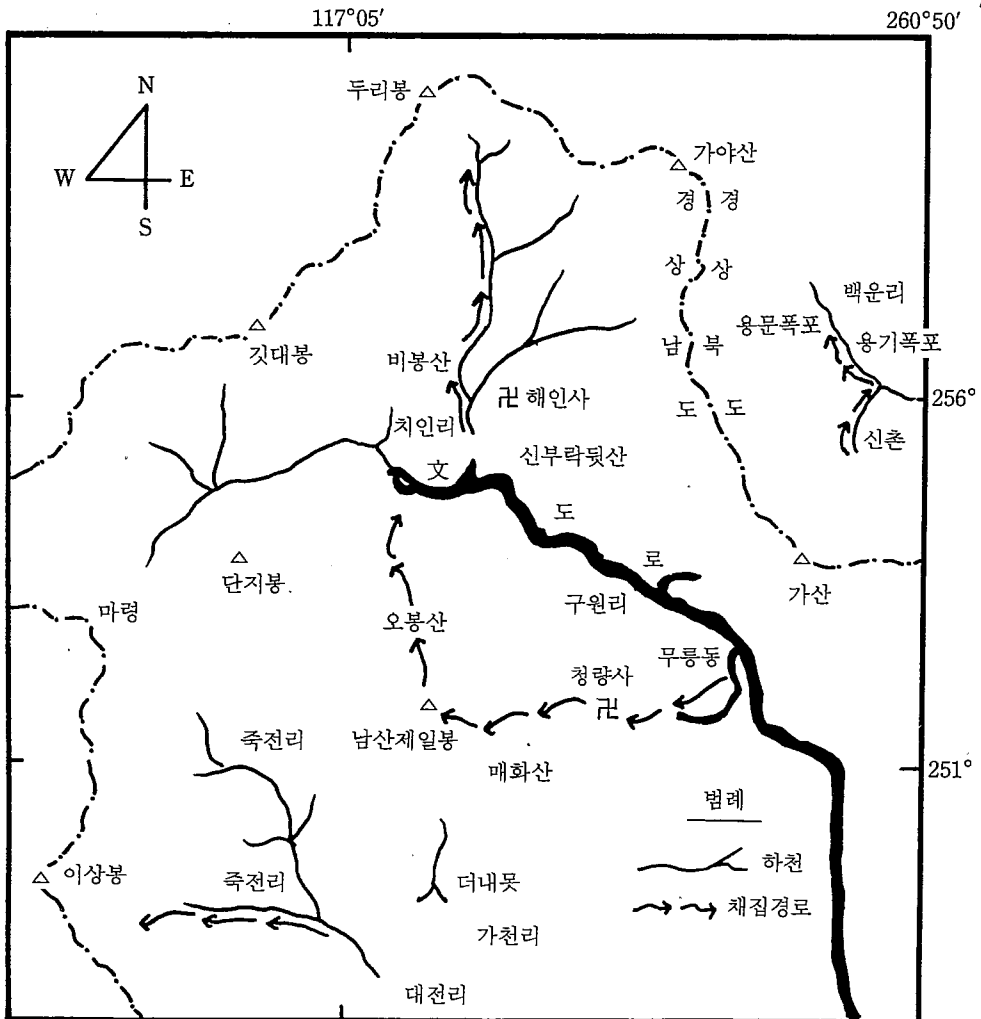 117°05′
260°50′
N
W
E
S
두리봉
가야산
경 경
상 상
남 북
도 도
백운리
용문폭포
용기폭포
256°
신촌
깃대봉
비봉산
卍 해인사
치인리
신부락뒷산
文
도
로
단지봉
가산
마령
오봉산
구원리
무릉동
청량사
卍
남산제일봉
매화산
죽전리
251°
범례
하천
채집경로
이상봉
죽전리
더내못
가천리
대전리